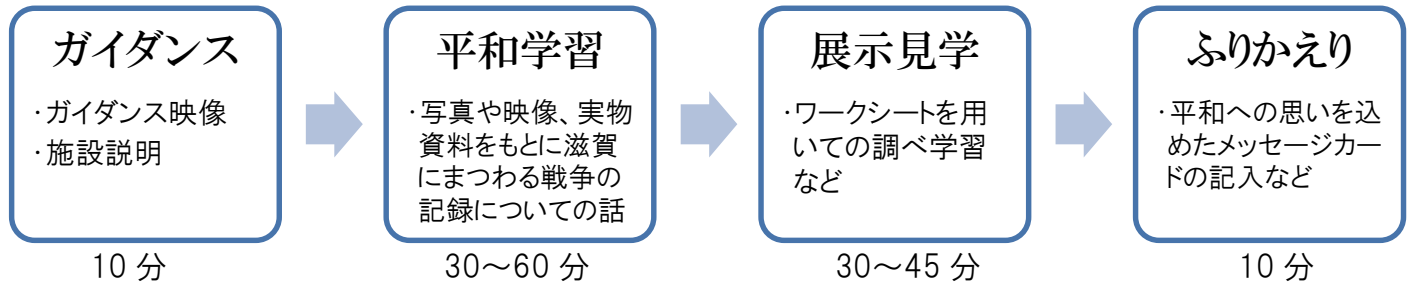 ガイダンス
・ガイダンス映像
・施設説明
10 分
平和学習
・写真や映像、実物
資料をもとに滋賀
にまつわる戦争の
記録についての話
30～60 分
展示見学
・ワークシートを用
いての調べ学習
など
30～45 分
ふりかえり
・平和への思いを込
めたメッセージカー
ドの記入など
10 分